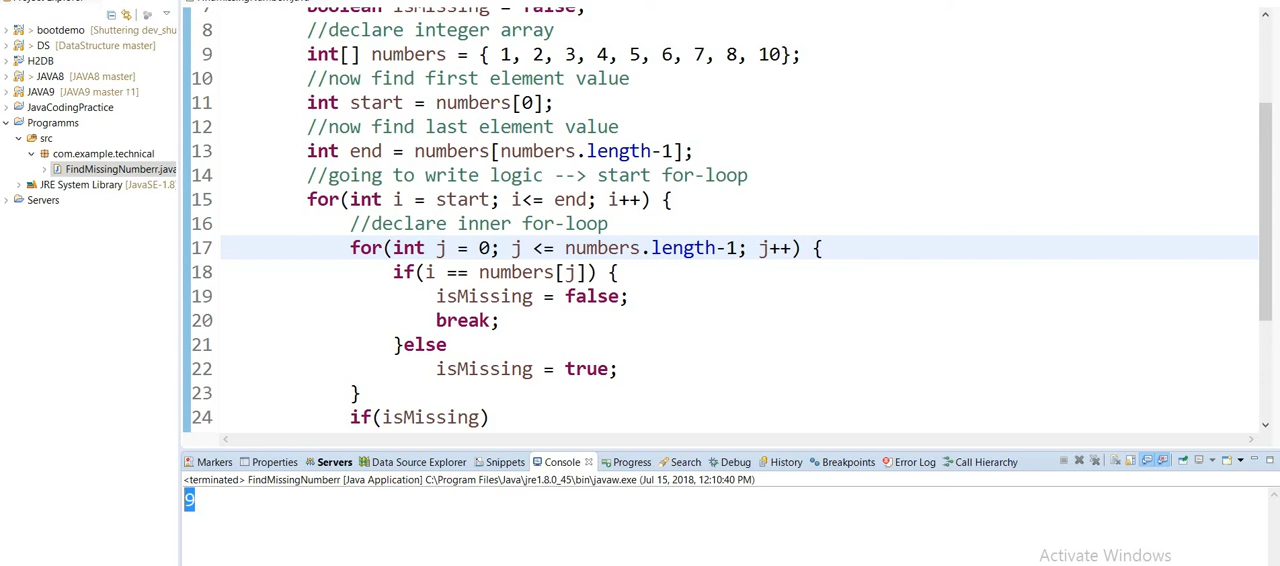 bootdemo [Shuttering dev_shu
> DS [DataStructure master]
H2DB
> JAVA8 [JAVA8 master]
JAVA9 [JAVA9 master ↑1]
JavaCodingPractice
Programms
src
com.example.technical
FindMissingNumberr.java
JRE System Library [JavaSE-1.8]
Servers
7 boolean isMissing = false;
8 //declare integer array
9 int[] numbers = { 1, 2, 3, 4, 5, 6, 7, 8, 10};
10 //now find first element value
11 int start = numbers[0];
12 //now find last element value
13 int end = numbers[numbers.length-1];
14 //going to write logic --> start for-loop
15 for(int i = start; i<= end; i++) {
16 //declare inner for-loop
17 for(int j = 0; j <= numbers.length-1; j++) {
18 if(i == numbers[j]) {
19 isMissing = false;
20 break;
21 }else
22 isMissing = true;
23 }
24 if(isMissing)
Markers Properties Servers Data Source Explorer Snippets Console Progress Search Debug History Breakpoints Error Log Call Hierarchy
<terminated> FindMissingNumberr [Java Application] C:\Program Files\Java\jre1.8.0_45\bin\javaw.exe (Jul 15, 2018, 12:10:40 PM)
9
Activate Windows